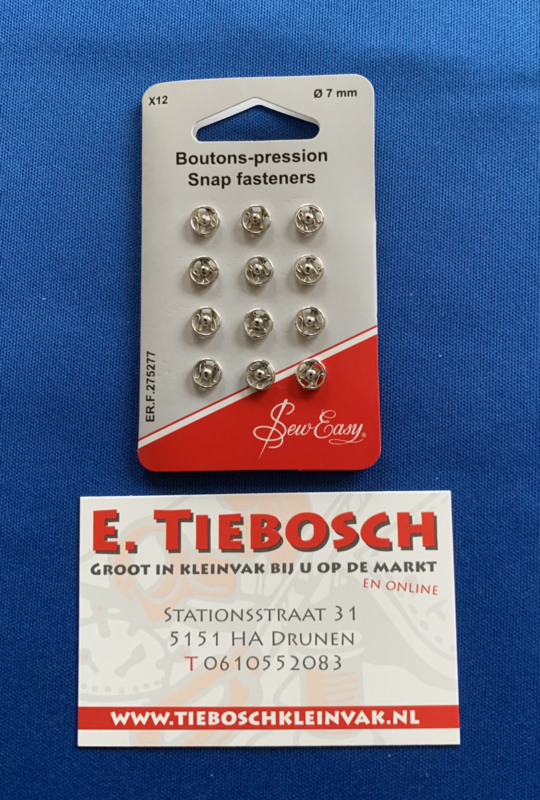 X12
Ø 7 mm
Boutons-pression
Snap fasteners
ER.F.275277
Sew Easy®
E. TIEBOSCH
GROOT IN KLEINVAK BIJ U OP DE MARKT
EN ONLINE
STATIONSSTRAAT 31
5151 HA DRUNEN
T 0610552083
WWW.TIEBOSCHKLEINVAK.NL